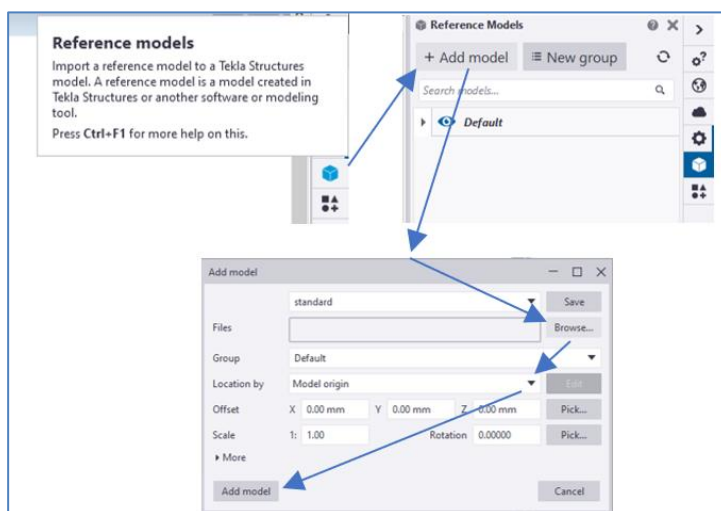 Reference models
Import a reference model to a Tekla Structures
model. A reference model is a model created in
Tekla Structures or another software or modeling
tool.
Press Ctrl+F1 for more help on this.
Reference Models
+ Add model New group
Search models...
Default
Add model
standard Save
Files Browse...
Group Default
Location by Model origin Edit
Offset X 0.00 mm Y 0.00 mm Z 0.00 mm Pick...
Scale 1: 1.00 Rotation 0.00000 Pick...
More
Add model Cancel